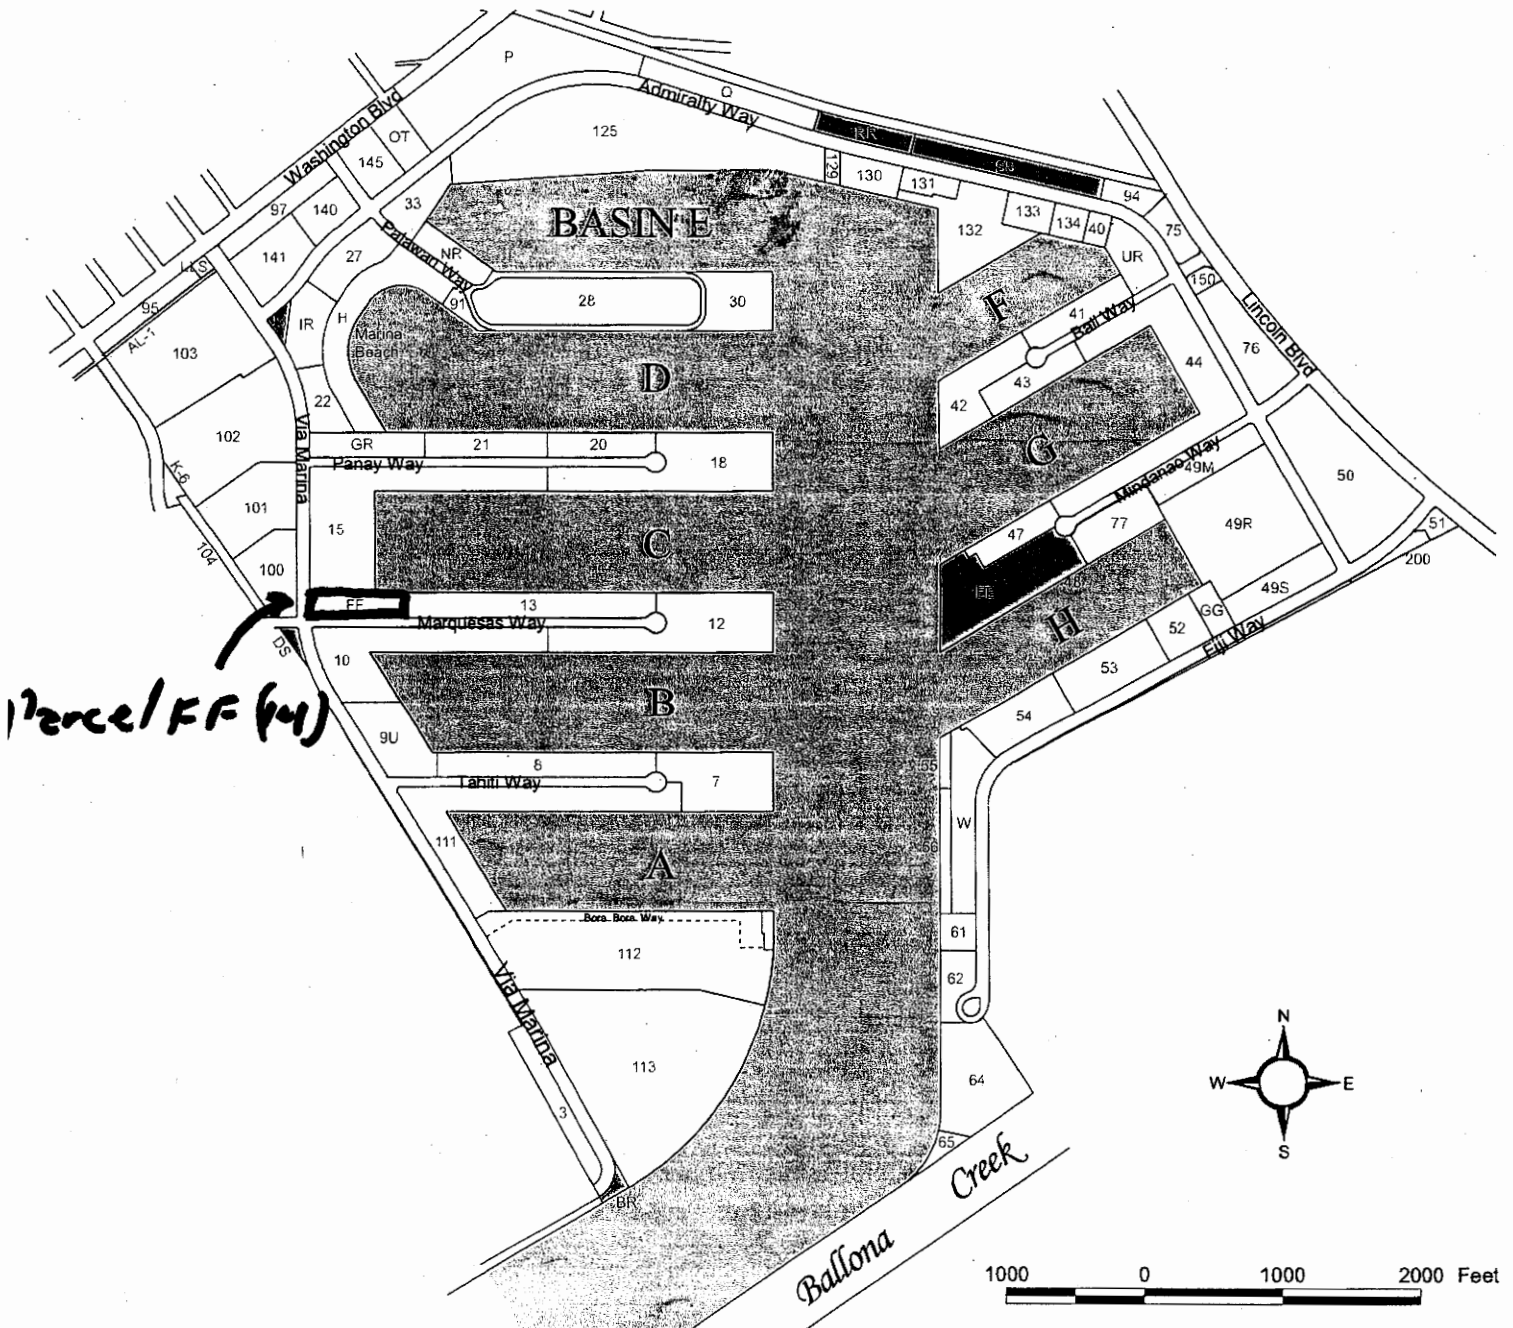 P
Q
Admiralty Way
Washington Blvd
OT
145
125
RR
GG
129
130
131
94
97
140
33
BASIN E
132
133
134
40
75
LLS
141
27
Palawan Way
NR
UR
150
95
AL-1
IR
H
91
28
30
F
41
Bali Way
Lincoln Blvd
103
Marina
Beach
D
43
44
76
22
42
102
Via Marina
GR
21
20
18
Panay Way
G
Mindanao Way
49M
50
K-6
101
15
C
47
77
49R
51
104
100
EE
200
49S
FF
13
Marquesas Way
12
H
52
GG
Fiji Way
DS
10
53
Parcel FF
B
54
9U
8
Tahiti Way
7
55
111
A
W
56
Bora Bora Way
61
112
62
Via Marina
113
N
W
E
S
64
3
65
BR
Ballona Creek
1000 0 1000 2000 Feet